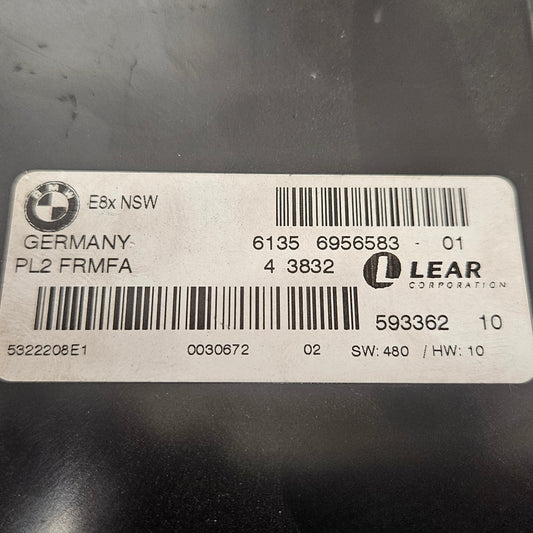 BMW
E8x NSW
GERMANY 6135 6956583 - 01
PL2 FRMFA 4 3832 LEAR
CORPORATION
593362 10
5322208E1 0030672 02 SW: 480 / HW: 10